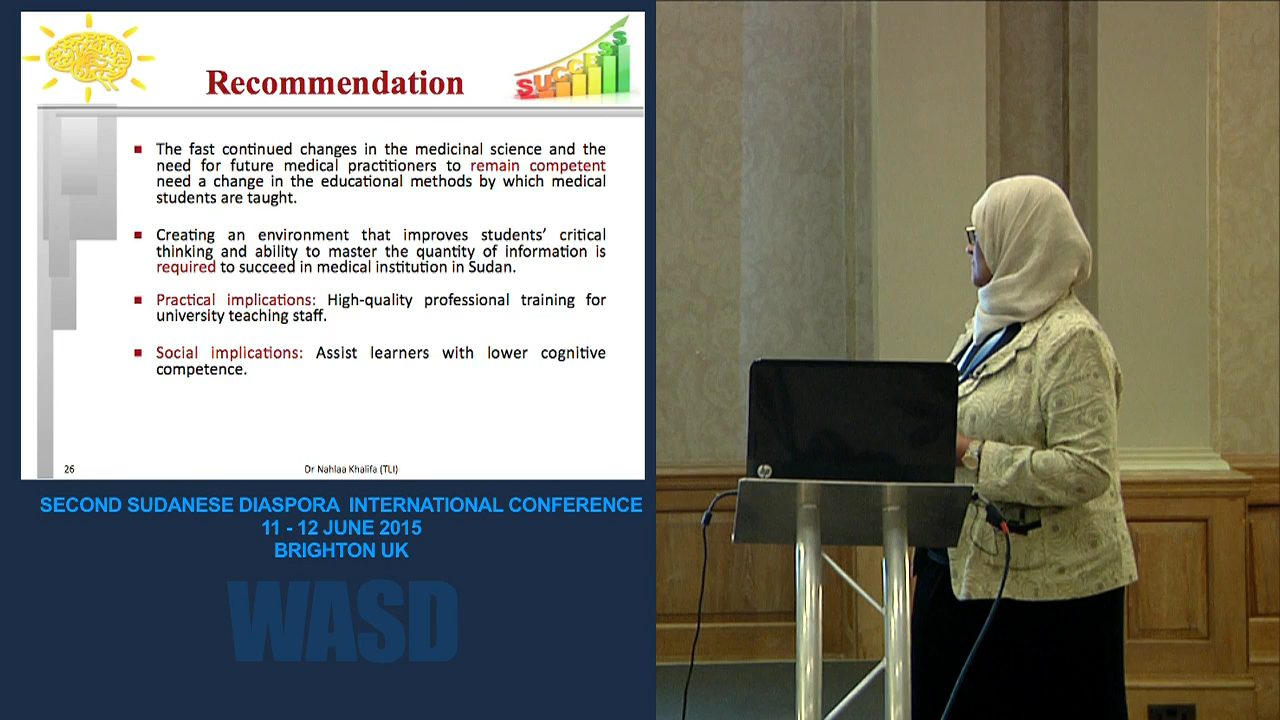 SUCCESS
Recommendation
The fast continued changes in the medicinal science and the
need for future medical practitioners to remain competent
need a change in the educational methods by which medical
students are taught.
Creating an environment that improves students' critical
thinking and ability to master the quantity of information is
required to succeed in medical institution in Sudan.
Practical implications: High-quality professional training for
university teaching staff.
Social implications: Assist learners with lower cognitive
competence.
26
Dr Nahlaa Khalifa (TLI)
SECOND SUDANESE DIASPORA INTERNATIONAL CONFERENCE
11 - 12 JUNE 2015
BRIGHTON UK
WASD
hp